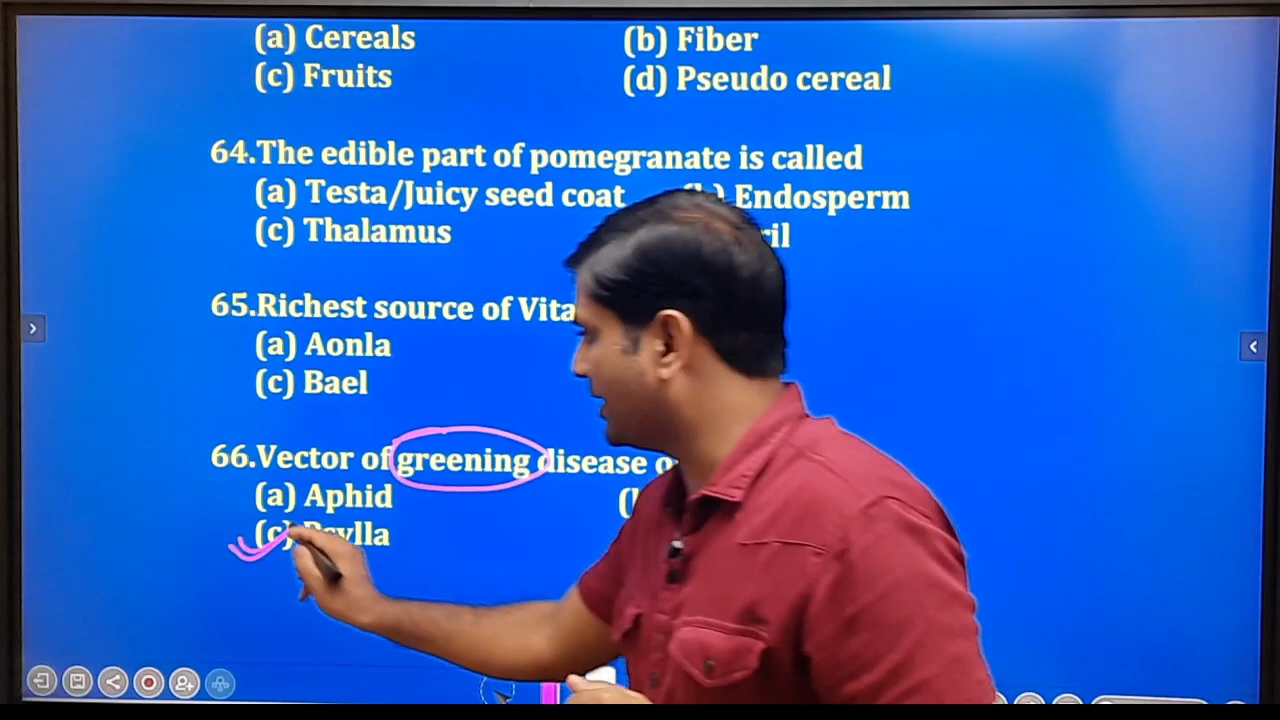 (a) Cereals (b) Fiber
(c) Fruits (d) Pseudo cereal
64.The edible part of pomegranate is called
(a) Testa/Juicy seed coat (b) Endosperm
(c) Thalamus
65.Richest source of
(a) Aonla
(c) Bael
66.Vector of greening disease
(a) Aphid
(c) Psylla